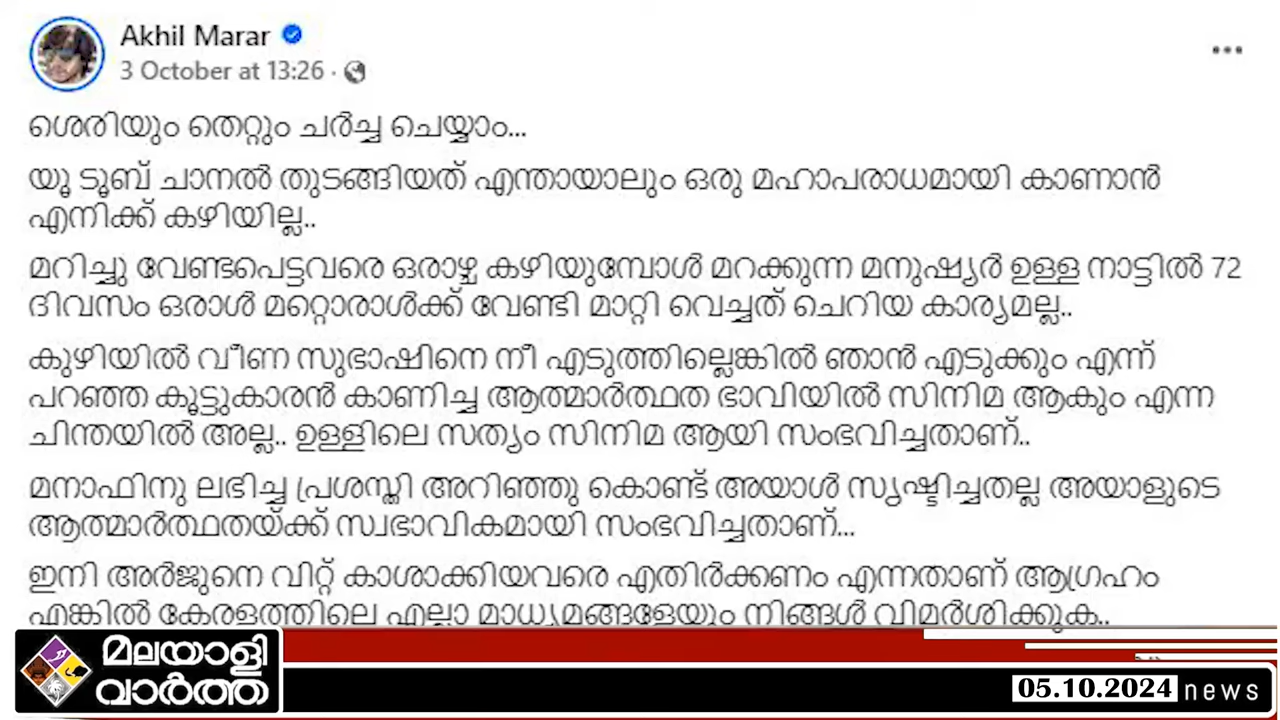 Akhil Marar
3 October at 13:26 ·
ശെരിയും തെറ്റും ചർച്ച ചെയ്യാം...
യൂ ടൂബ് ചാനൽ തുടങ്ങിയത് എന്തായാലും ഒരു മഹാപരാധമായി കാണാൻ
എനിക്ക് കഴിയില്ല..
മറിച്ചു വേണ്ടപെട്ടവരെ ഒരാഴ്ച കഴിയുമ്പോൾ മറക്കുന്ന മനുഷ്യർ ഉള്ള നാട്ടിൽ 72
ദിവസം ഒരാൾ മറ്റൊരാൾക്ക് വേണ്ടി മാറ്റി വെച്ചത് ചെറിയ കാര്യമല്ല..
കുഴിയിൽ വീണ സുഭാഷിനെ നീ എടുത്തില്ലെങ്കിൽ ഞാൻ എടുക്കും എന്ന്
പറഞ്ഞ കൂട്ടുകാരൻ കാണിച്ച ആത്മാർത്ഥത ഭാവിയിൽ സിനിമ ആകും എന്ന
ചിന്തയിൽ അല്ല.. ഉള്ളിലെ സത്യം സിനിമ ആയി സംഭവിച്ചതാണ്..
മനാഫിനു ലഭിച്ച പ്രശസ്തി അറിഞ്ഞു കൊണ്ട് അയാൾ സൃഷ്ടിച്ചതല്ല അയാളുടെ
ആത്മാർത്ഥതയ്ക്ക് സ്വഭാവികമായി സംഭവിച്ചതാണ്...
ഇനി അർജുനെ വിറ്റ് കാശാക്കിയവരെ എതിർക്കണം എന്നതാണ് ആഗ്രഹം
എങ്കിൽ കേരളത്തിലെ എല്ലാ മാധ്യമങ്ങളേയും നിങ്ങൾ വിമർശിക്കുക..
മലയാളി
വാർത്ത
05.10.2024 news